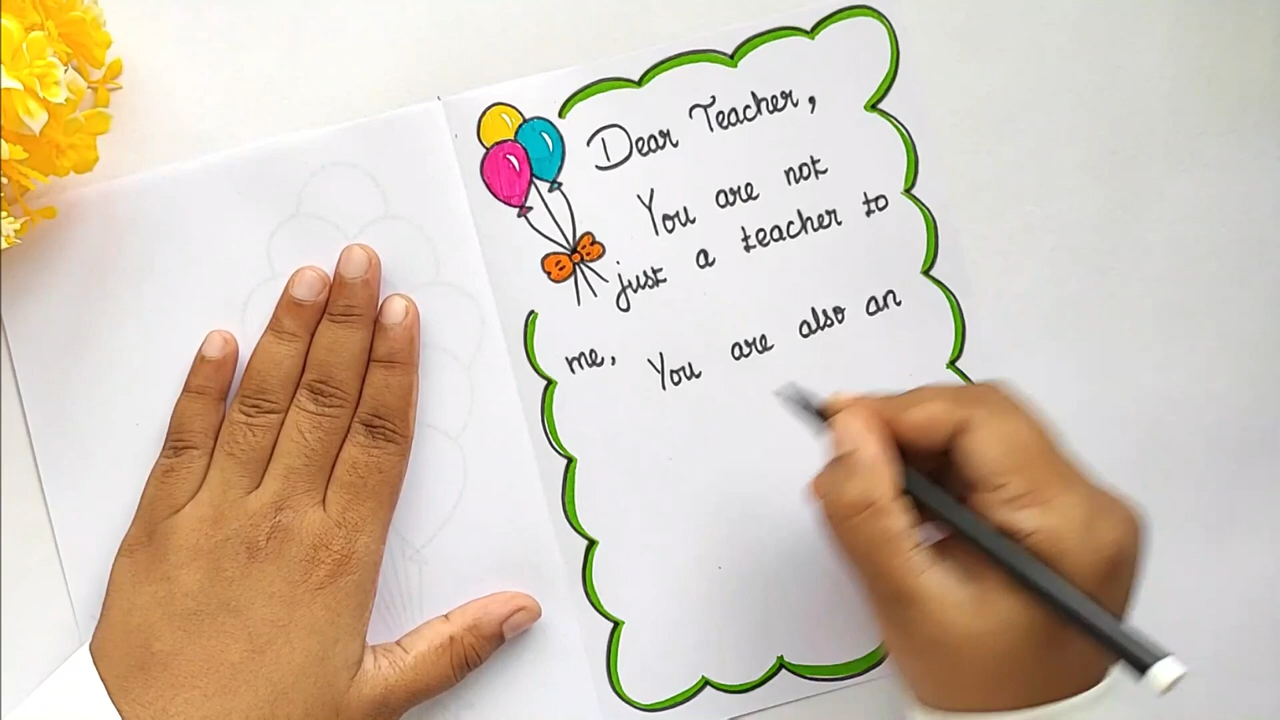 Dear Teacher,
You are not
just a teacher to
me, You are also an